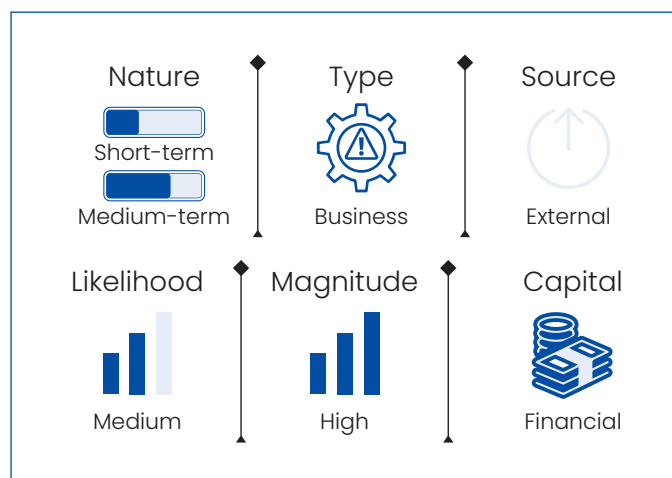 Nature
Short-term
Medium-term
Type
Business
Source
External
Likelihood
Medium
Magnitude
High
Capital
Financial